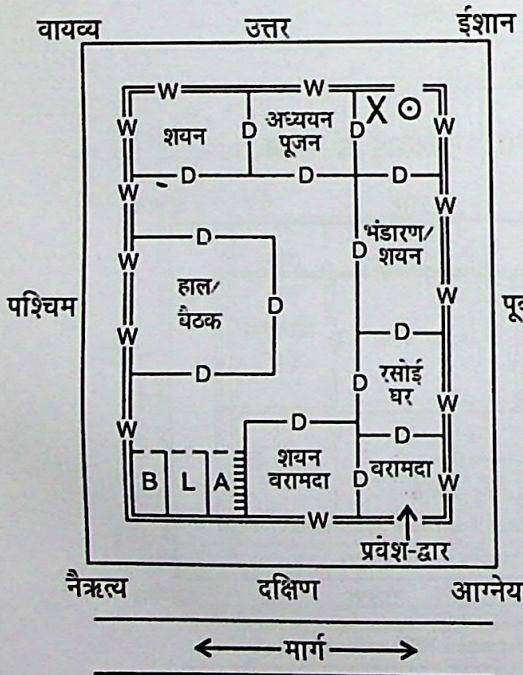 वायव्य उत्तर ईशान
W W
W D D X ⊙ W
शयन अध्ययन
पूजन
D D D
W W
D भंडारण/
शयन
W D
हाल/
बैठक D
पश्चिम W
W D
D रसोई
घर
D W
W D D
शयन
वरामदा
वरामदा
B L A D W
W
प्रवेश-द्वार
नैऋत्य दक्षिण आग्नेय
मार्ग